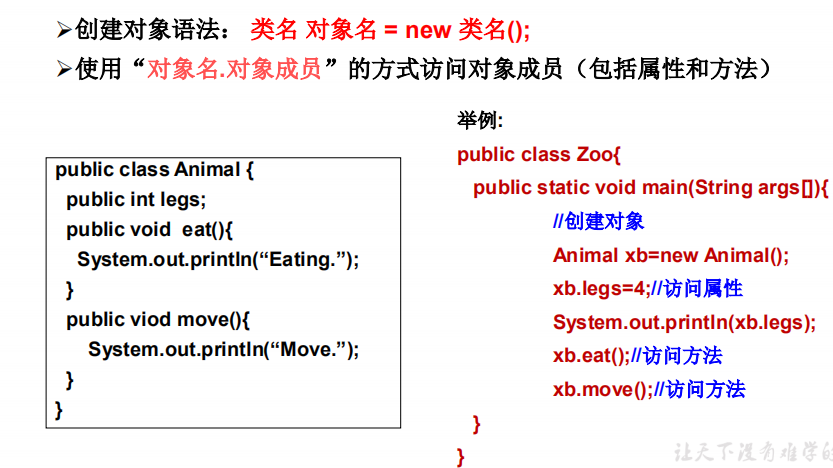 ➢创建对象语法： 类名 对象名 = new 类名();
➢使用“对象名.对象成员”的方式访问对象成员（包括属性和方法）
public class Animal {
public int legs;
public void eat(){
System.out.println(“Eating.”);
}
public viod move(){
System.out.println(“Move.”);
}
}
举例:
public class Zoo{
public static void main(String args[]){
//创建对象
Animal xb=new Animal();
xb.legs=4;//访问属性
System.out.println(xb.legs);
xb.eat();//访问方法
xb.move();//访问方法
}
}
让天下没有难学的